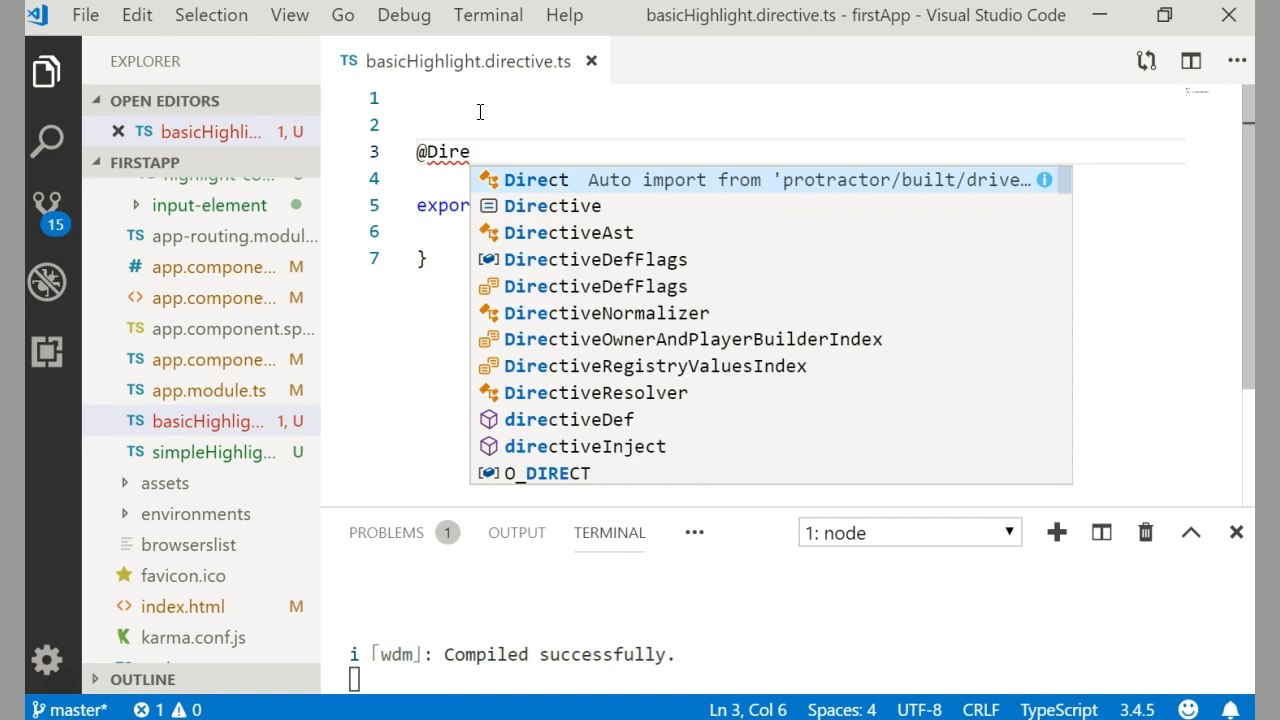 File Edit Selection View Go Debug Terminal Help basicHighlight.directive.ts - firstApp - Visual Studio Code
EXPLORER
OPEN EDITORS
TS basicHighli... 1, U
FIRSTAPP
input-element
TS app-routing.modul...
# app.compone... M
<> app.compone... M
TS app.component.sp...
TS app.compone... M
TS app.module.ts M
TS basicHighlig... 1, U
TS simpleHighlig... U
assets
environments
browserslist
favicon.ico
<> index.html M
karma.conf.js
OUTLINE
15
TS basicHighlight.directive.ts
1
2
3 @Dire
4
5 expor
6
7 }
Direct Auto import from 'protractor/built/drive...
Directive
DirectiveAst
DirectiveDefFlags
DirectiveDefFlags
DirectiveNormalizer
DirectiveOwnerAndPlayerBuilderIndex
DirectiveRegistryValuesIndex
DirectiveResolver
directiveDef
directiveInject
O_DIRECT
PROBLEMS 1 OUTPUT TERMINAL ... 1: node
i ｢wdm｣: Compiled successfully.
master* 1 0 Ln 3, Col 6 Spaces: 4 UTF-8 CRLF TypeScript 3.4.5